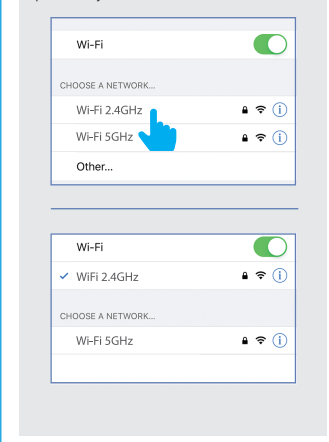 Wi-Fi
CHOOSE A NETWORK...
Wi-Fi 2.4GHz
Wi-Fi 5GHz
Other...
Wi-Fi
WiFi 2.4GHz
CHOOSE A NETWORK...
Wi-Fi 5GHz